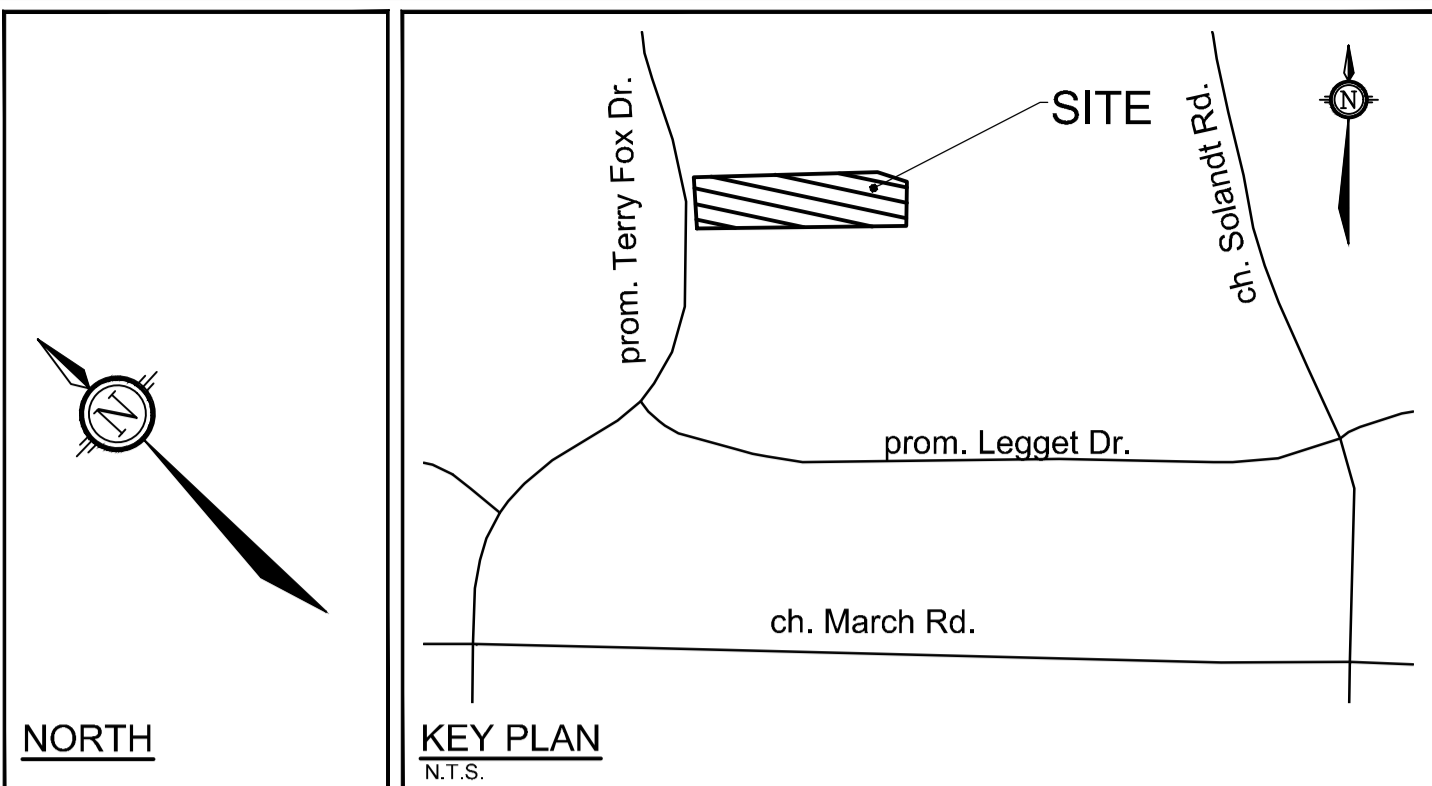 N
NORTH
SITE
N
prom. Terry Fox Dr.
ch. Solandt Rd.
prom. Legget Dr.
ch. March Rd.
KEY PLAN
N.T.S.